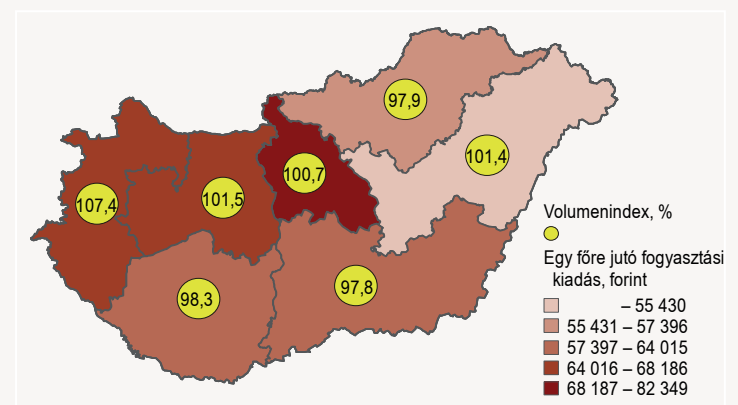 97,9
101,4
100,7
107,4
101,5
98,3
97,8
Volumenindex, %
Egy főre jutó fogyasztási
kiadás, forint
– 55 430
55 431 – 57 396
57 397 – 64 015
64 016 – 68 186
68 187 – 82 349